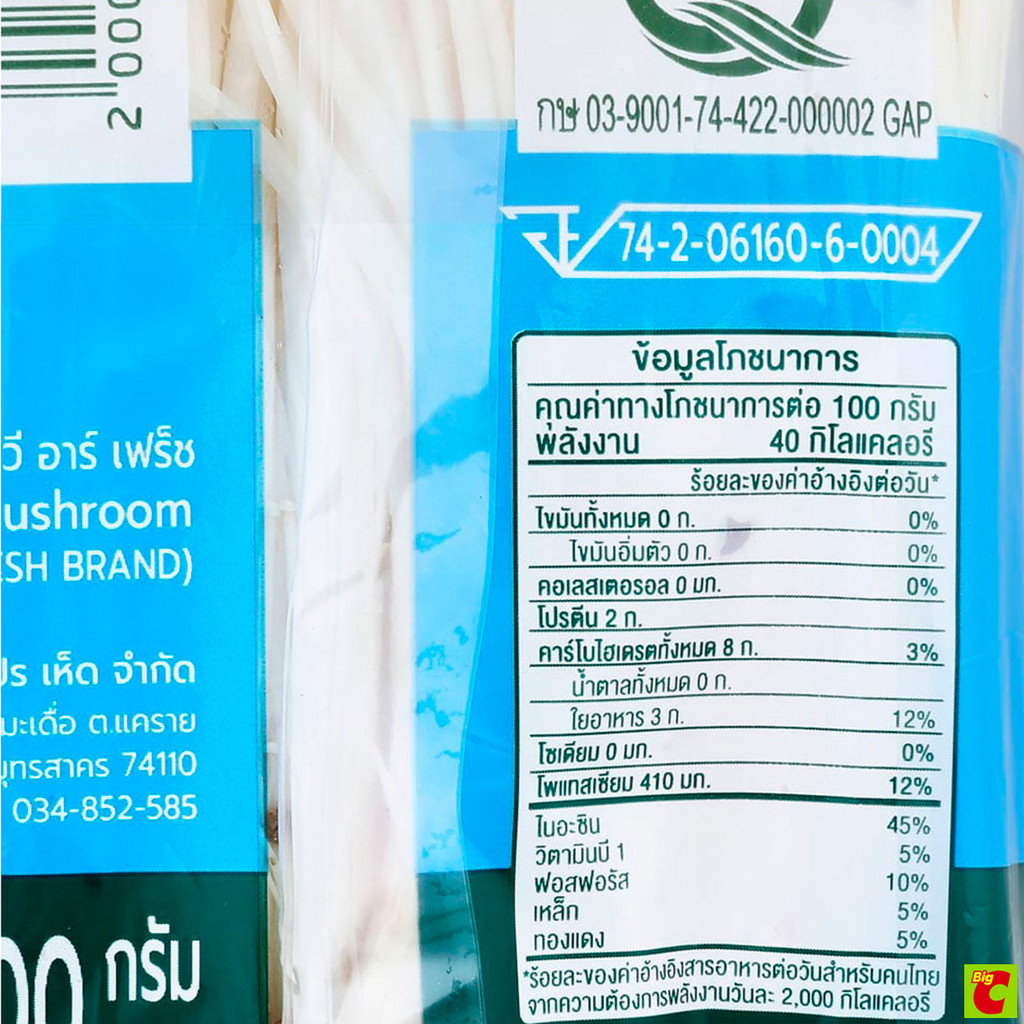 2 000
วี อาร์ เฟร็ช
ushroom
SH BRAND)
เห็ด จำกัด
มะเดื่อ ต.แคราย
มุทรสาคร 74110
034-852-585
00 กรัม
กษ 03-9001-74-422-000002 GAP
74-2-06160-6-0004
ข้อมูลโภชนาการ
คุณค่าทางโภชนาการต่อ 100 กรัม
พลังงาน 40 กิโลแคลอรี
ร้อยละของค่าอ้างอิงต่อวัน*
ไขมันทั้งหมด 0 ก. 0%
ไขมันอิ่มตัว 0 ก. 0%
คอเลสเตอรอล 0 มก. 0%
โปรตีน 2 ก.
คาร์โบไฮเดรตทั้งหมด 8 ก. 3%
น้ำตาลทั้งหมด 0 ก.
ใยอาหาร 3 ก. 12%
โซเดียม 0 มก. 0%
โพแทสเซียม 410 มก. 12%
ไนอะซิน 45%
วิตามินบี 1 5%
ฟอสฟอรัส 10%
เหล็ก 5%
ทองแดง 5%
*ร้อยละของค่าอ้างอิงสารอาหารต่อวันสำหรับคนไทย
จากความต้องการพลังงานวันละ 2,000 กิโลแคลอรี
Big C